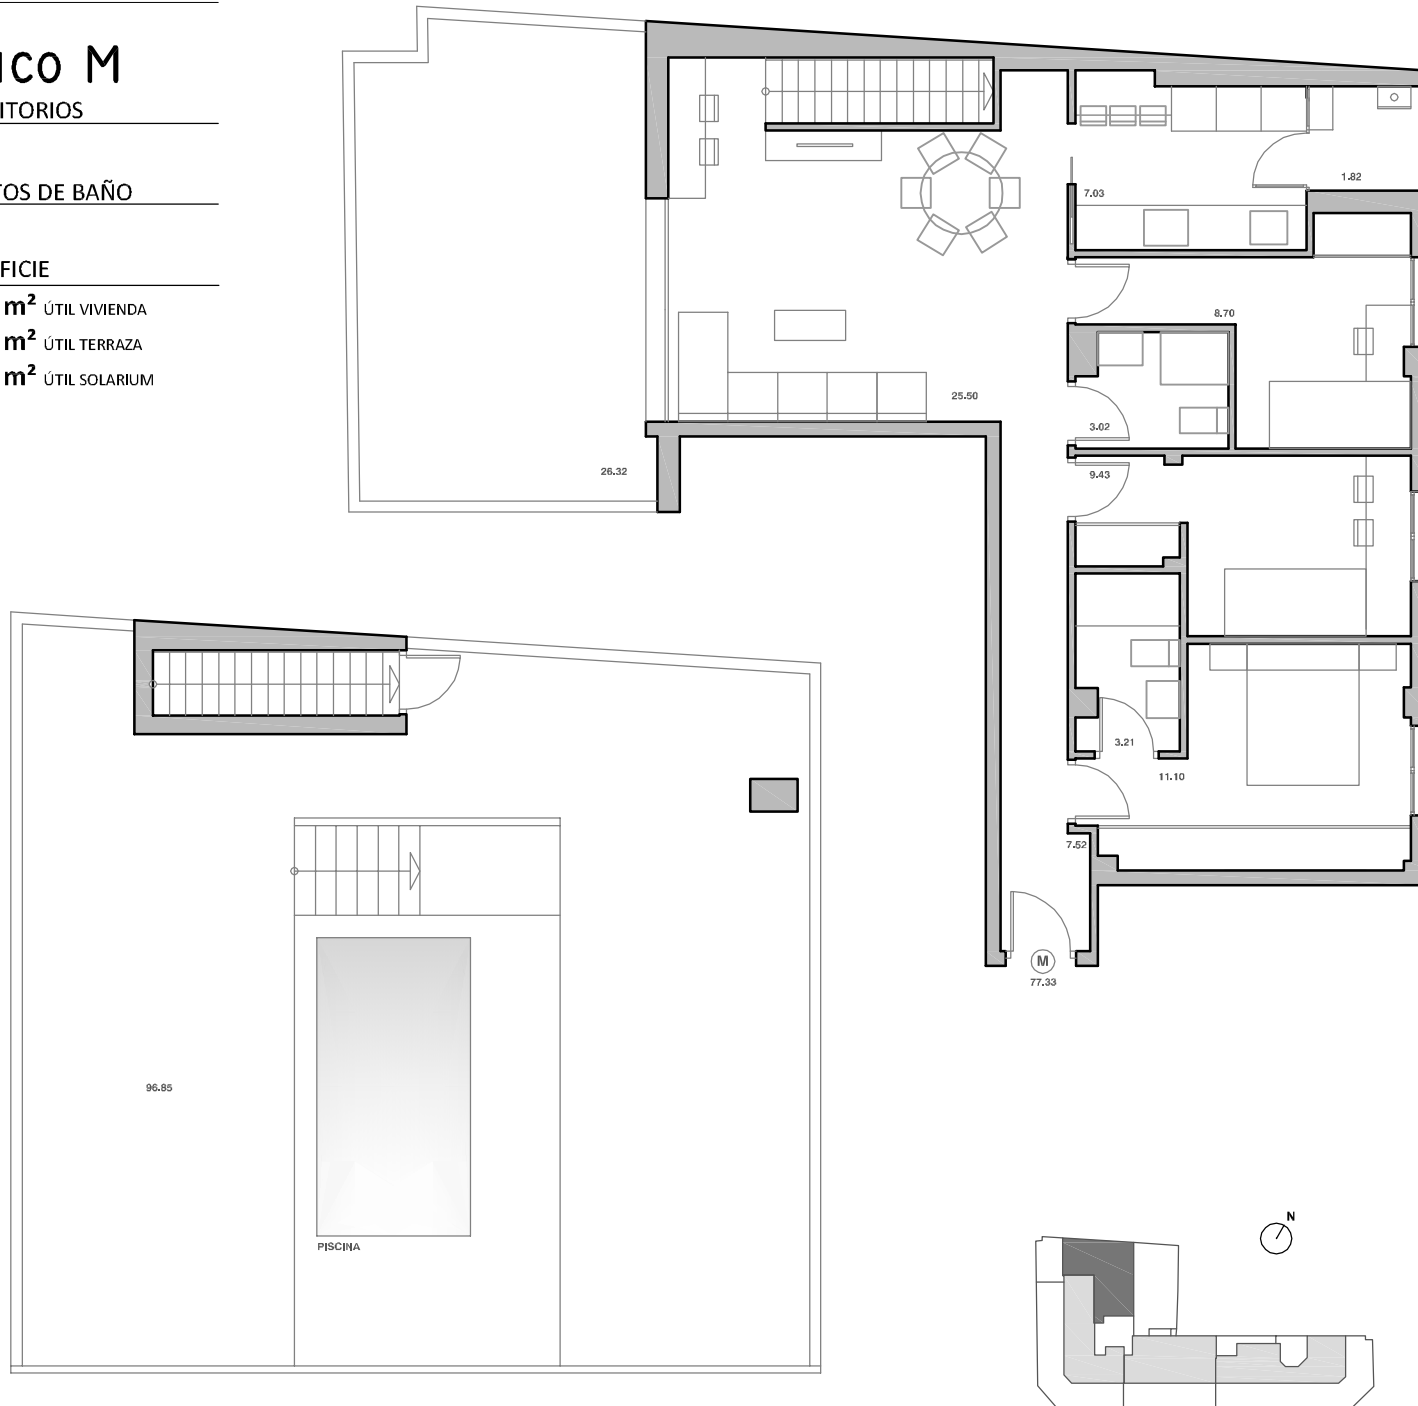 M
ITORIOS
TOS DE BAÑO
FICIE
m² ÚTIL VIVIENDA
m² ÚTIL TERRAZA
m² ÚTIL SOLARIUM
1.82
7.03
8.70
25.50
3.02
26.32
9.43
3.21
11.10
7.52
M
77.33
96.85
PISCINA
N